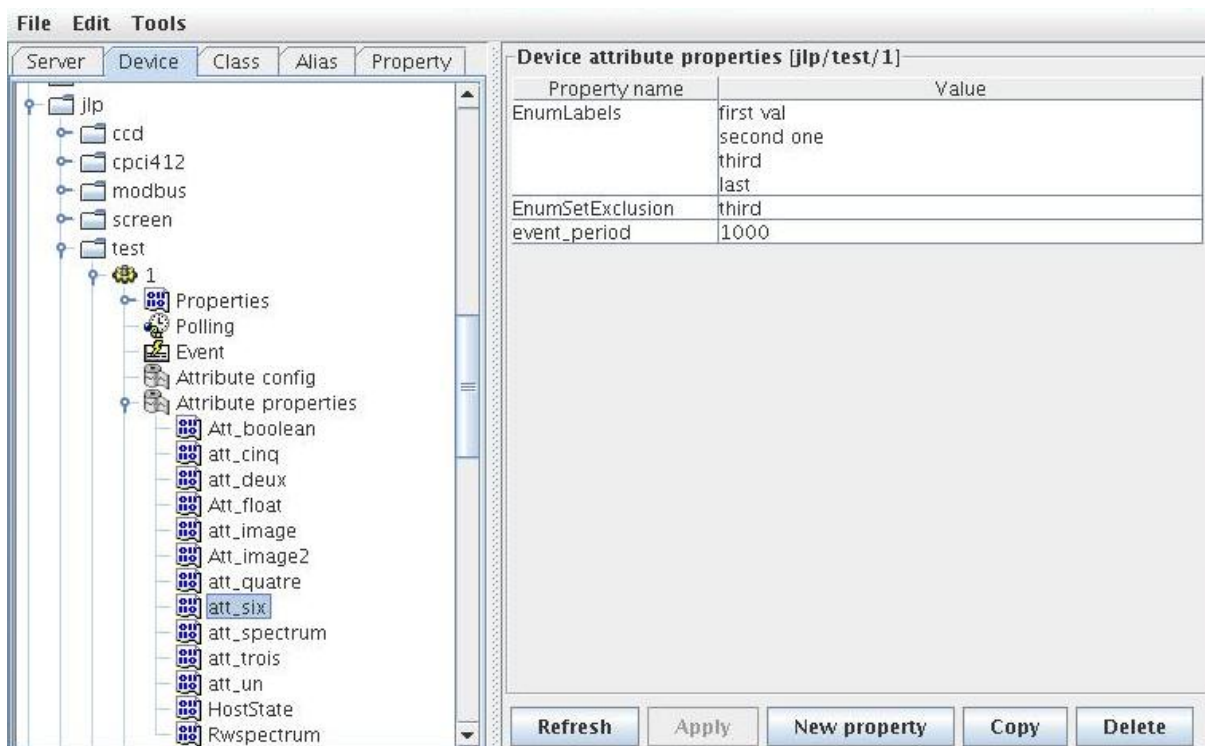 File Edit Tools
Server Device Class Alias Property
jlp
ccd
cpci412
modbus
screen
test
1
Properties
Polling
Event
Attribute config
Attribute properties
Att_boolean
att_cinq
att_deux
Att_float
att_image
Att_image2
att_quatre
att_six
att_spectrum
att_trois
att_un
HostState
Rwspectrum
Device attribute properties [jlp/test/1]
Property name Value
EnumLabels first val
second one
third
last
EnumSetExclusion third
event_period 1000
Refresh Apply New property Copy Delete